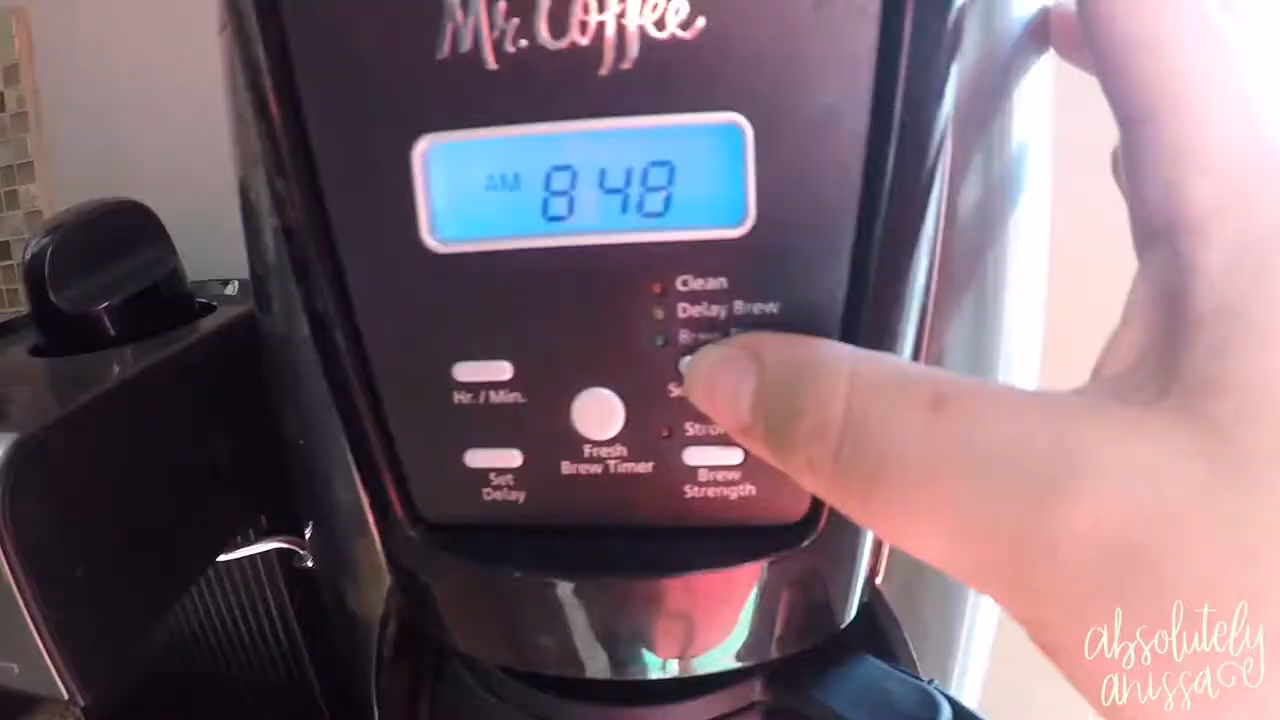 Mr. Coffee
AM 8 48
Clean
Delay Brew
Brew
Hr. / Min.
Fresh
Brew Timer
Set
Delay
Brew
Strength
absolutely
anissa